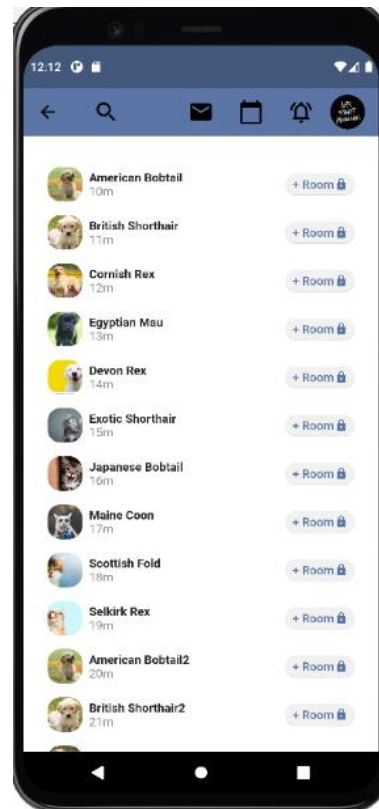 12.12
American Bobtail
10m
+ Room
British Shorthair
11m
+ Room
Cornish Rex
12m
+ Room
Egyptian Mau
13m
+ Room
Devon Rex
14m
+ Room
Exotic Shorthair
15m
+ Room
Japanese Bobtail
16m
+ Room
Maine Coon
17m
+ Room
Scottish Fold
18m
+ Room
Selkirk Rex
19m
+ Room
American Bobtail2
20m
+ Room
British Shorthair2
21m
+ Room